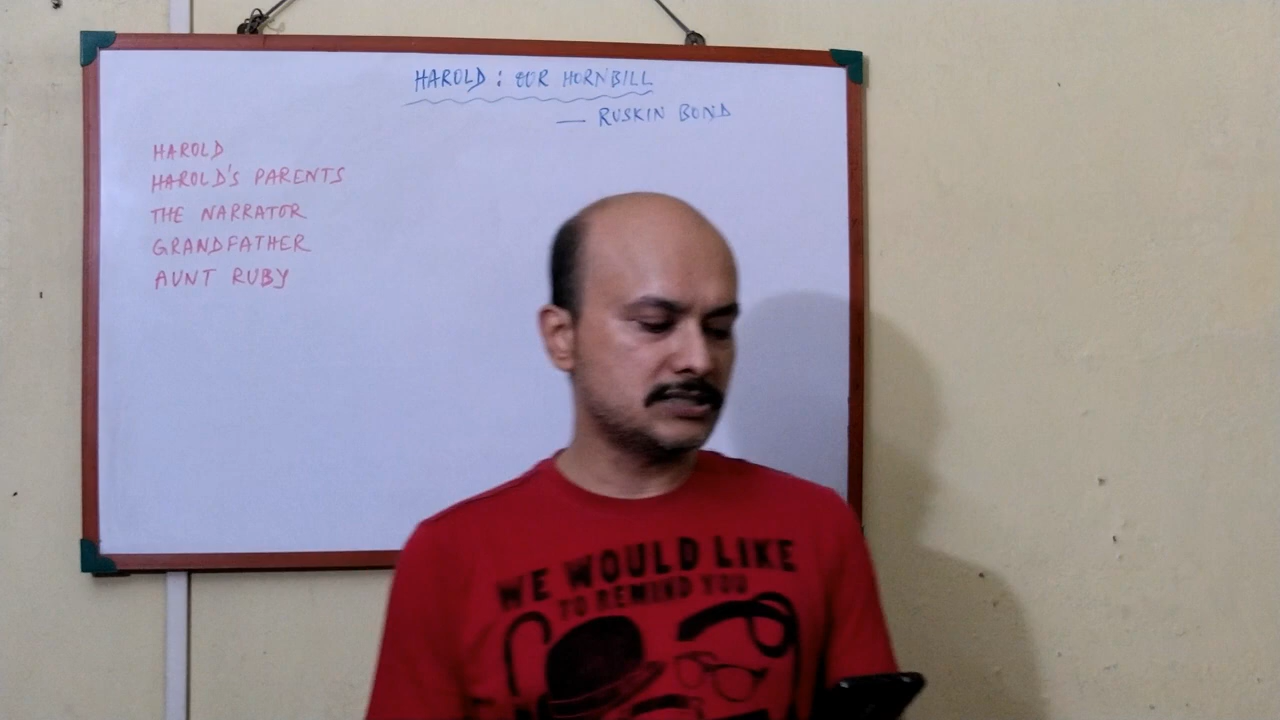 HAROLD : OUR HORNBILL
— RUSKIN BOND
HAROLD
HAROLD'S PARENTS
THE NARRATOR
GRANDFATHER
AUNT RUBY
WE WOULD LIKE
TO REMIND YOU